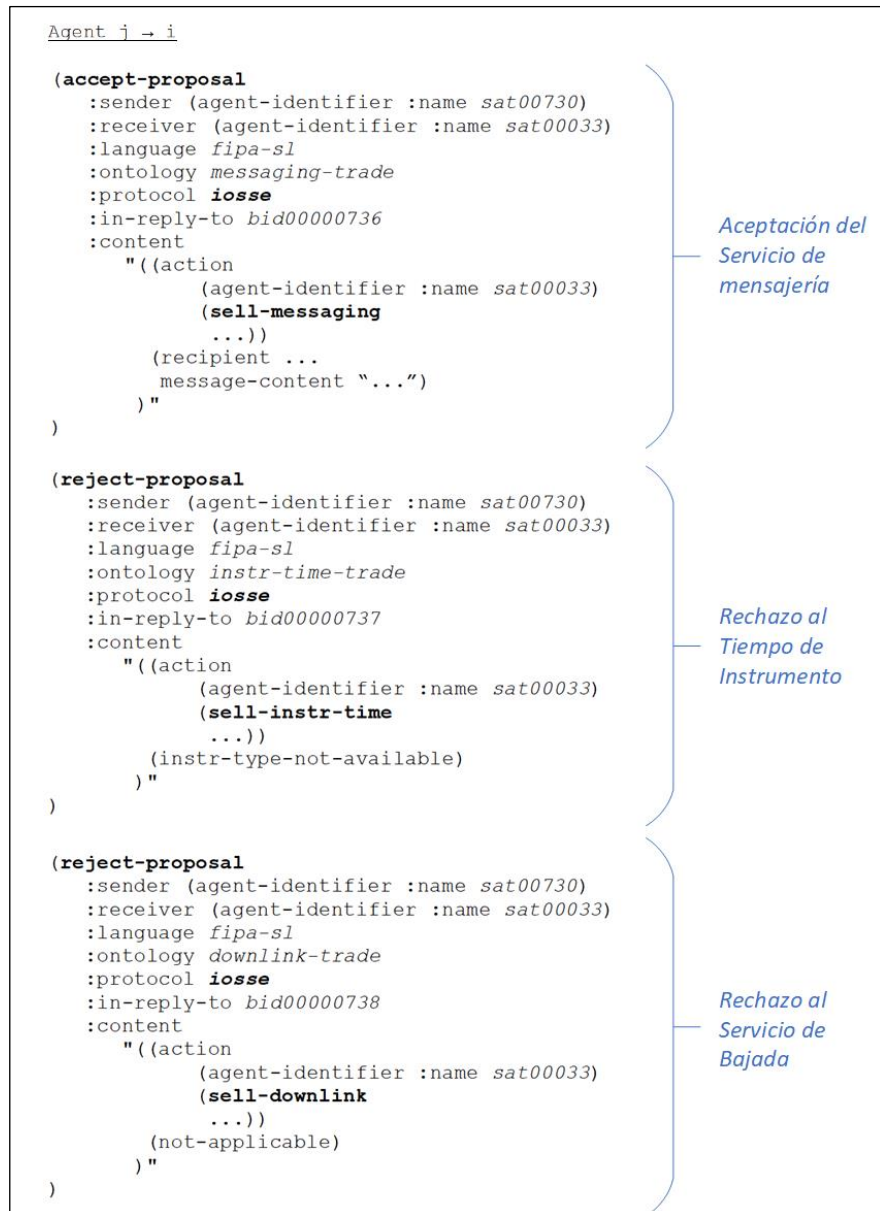 Agent j → i
(accept-proposal
:sender (agent-identifier :name sat00730)
:receiver (agent-identifier :name sat00033)
:language fipa-sl
:ontology messaging-trade
:protocol iosse
:in-reply-to bid00000736
:content
"((action
(agent-identifier :name sat00033)
(sell-messaging
...))
(recipient ...
message-content “...”)
)"
)
Aceptación del
Servicio de
mensajería
(reject-proposal
:sender (agent-identifier :name sat00730)
:receiver (agent-identifier :name sat00033)
:language fipa-sl
:ontology instr-time-trade
:protocol iosse
:in-reply-to bid00000737
:content
"((action
(agent-identifier :name sat00033)
(sell-instr-time
...))
(instr-type-not-available)
)"
)
Rechazo al
Tiempo de
Instrumento
(reject-proposal
:sender (agent-identifier :name sat00730)
:receiver (agent-identifier :name sat00033)
:language fipa-sl
:ontology downlink-trade
:protocol iosse
:in-reply-to bid00000738
:content
"((action
(agent-identifier :name sat00033)
(sell-downlink
...))
(not-applicable)
)"
)
Rechazo al
Servicio de
Bajada